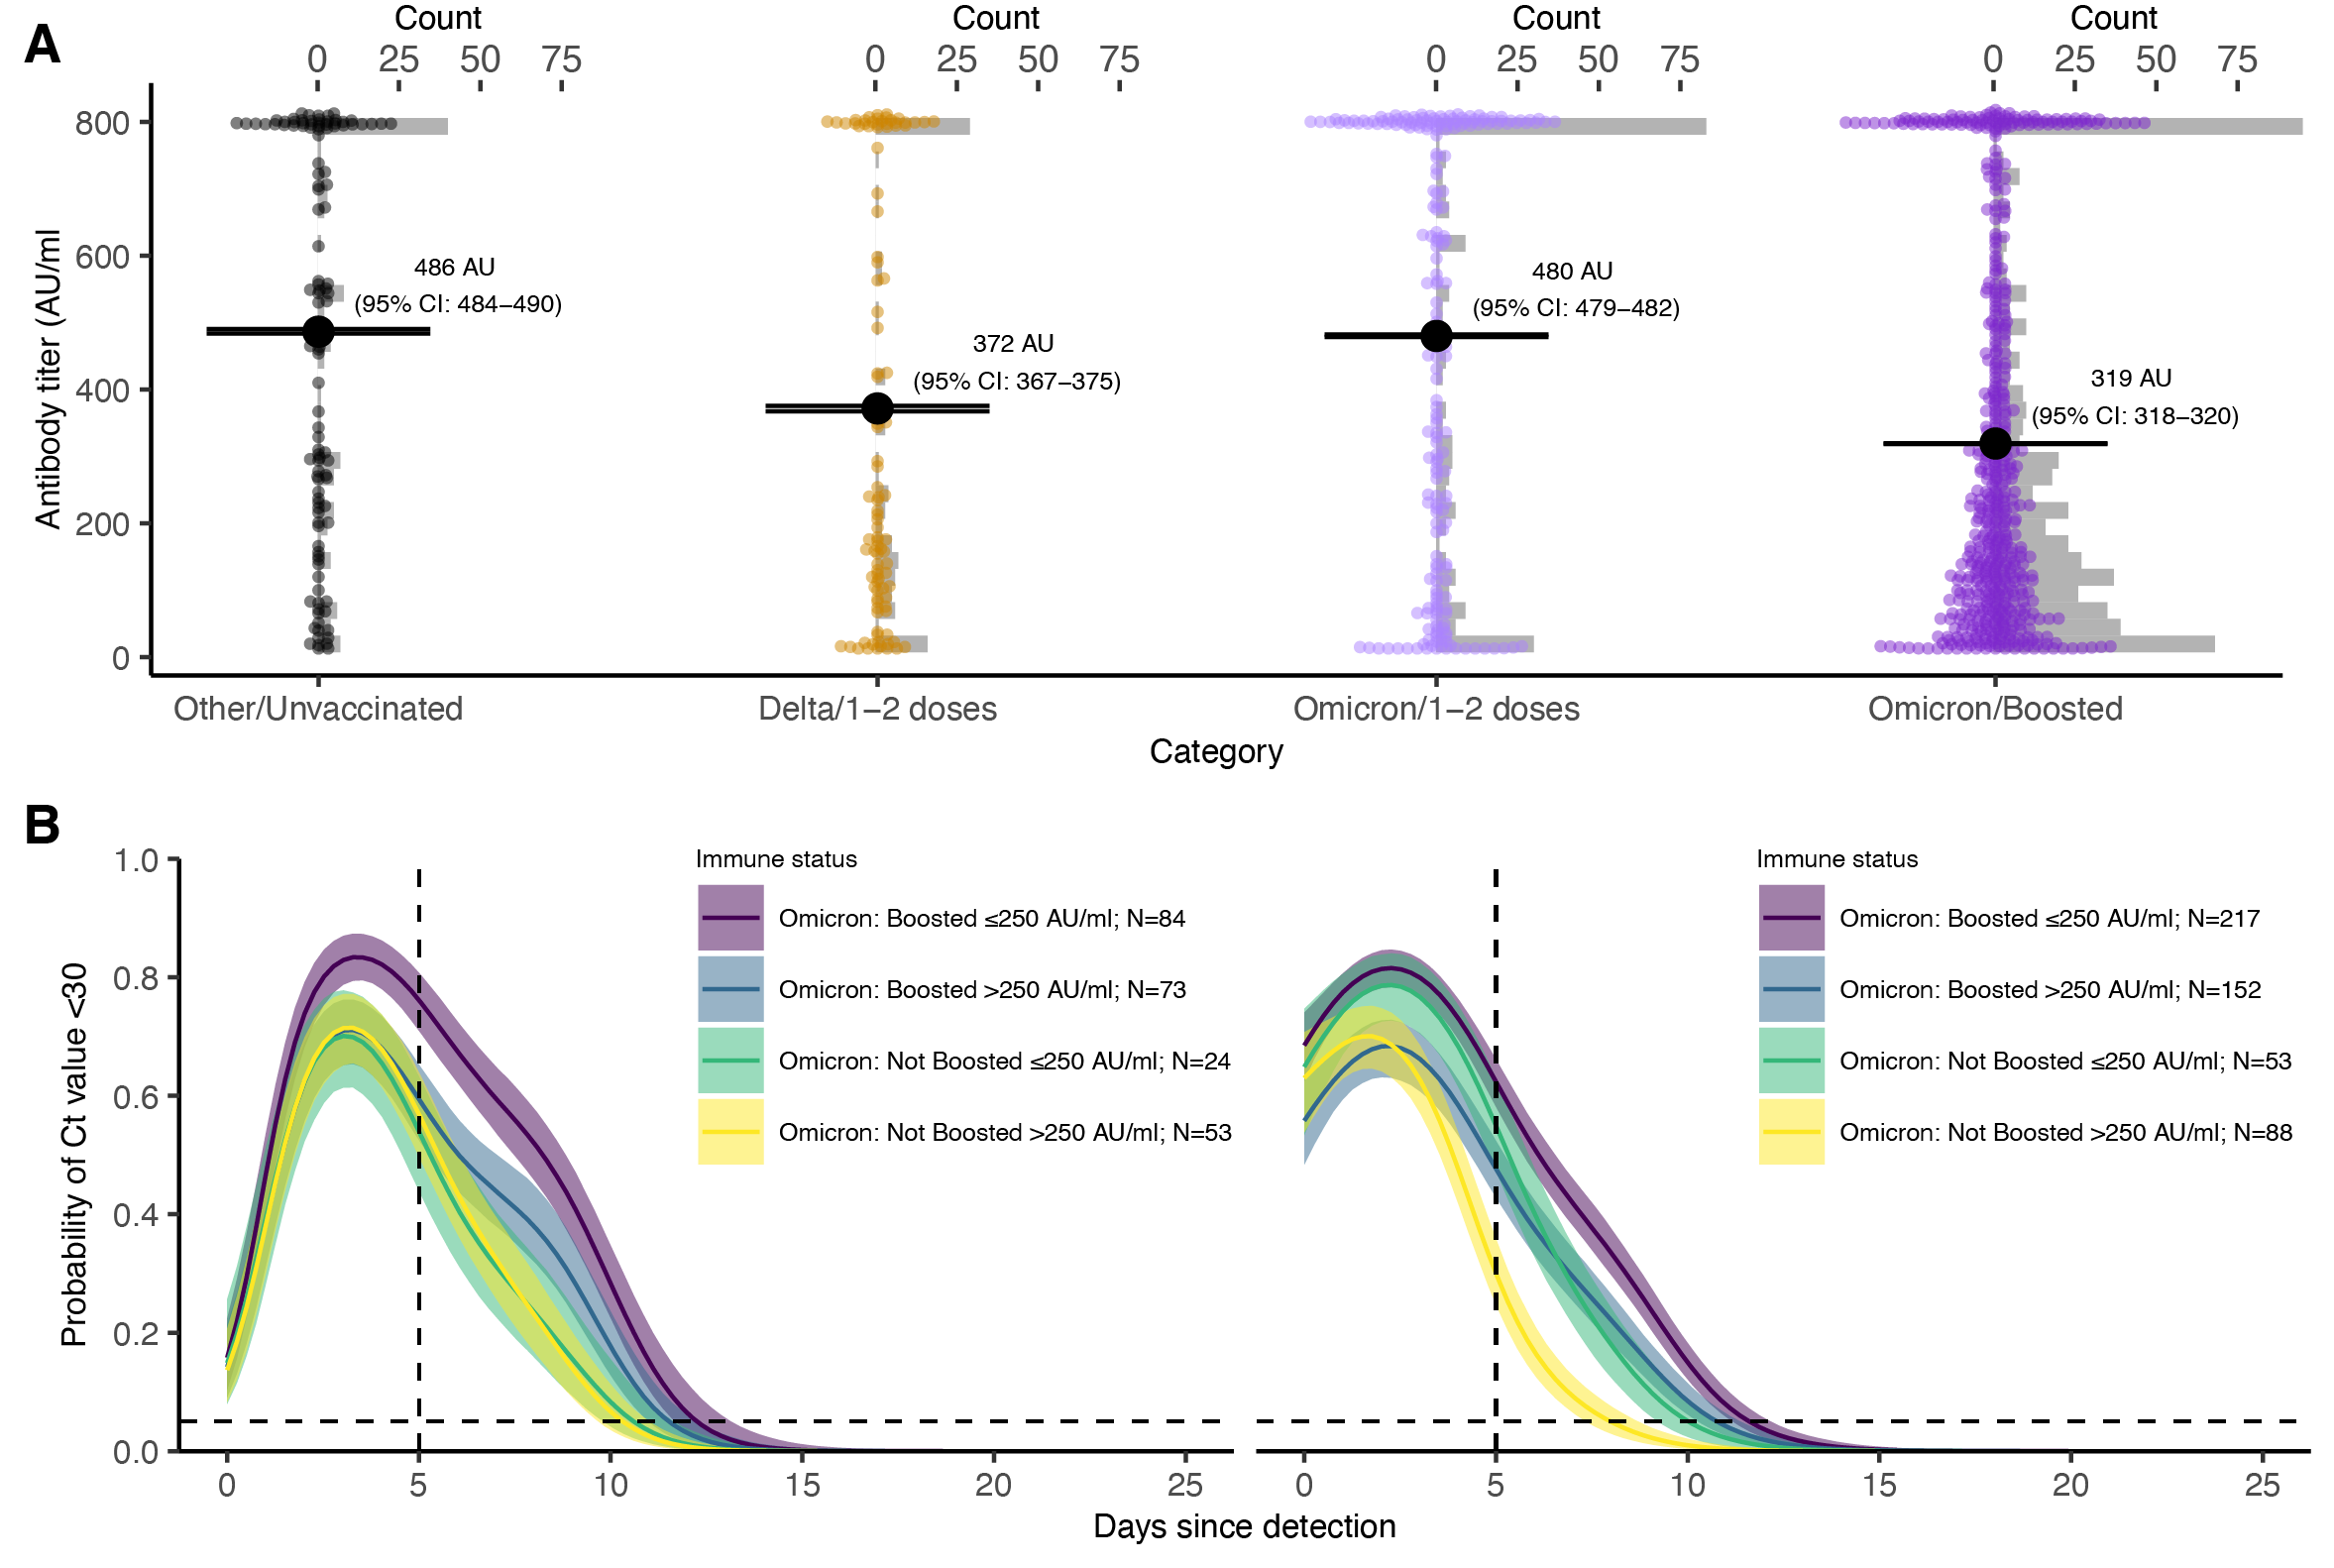 A
Count Count Count Count
0 25 50 75 0 25 50 75 0 25 50 75 0 25 50 75
Antibody titer (AU/ml
800
600
400
200
0
486 AU
(95% CI: 484–490)
372 AU
(95% CI: 367–375)
480 AU
(95% CI: 479–482)
319 AU
(95% CI: 318–320)
Other/Unvaccinated Delta/1–2 doses Omicron/1–2 doses Omicron/Boosted
Category
B
Probability of Ct value <30
1.0
0.8
0.6
0.4
0.2
0.0
Immune status
Omicron: Boosted ≤250 AU/ml; N=84
Omicron: Boosted >250 AU/ml; N=73
Omicron: Not Boosted ≤250 AU/ml; N=24
Omicron: Not Boosted >250 AU/ml; N=53
0 5 10 15 20 25
Immune status
Omicron: Boosted ≤250 AU/ml; N=217
Omicron: Boosted >250 AU/ml; N=152
Omicron: Not Boosted ≤250 AU/ml; N=53
Omicron: Not Boosted >250 AU/ml; N=88
0 5 10 15 20 25
Days since detection